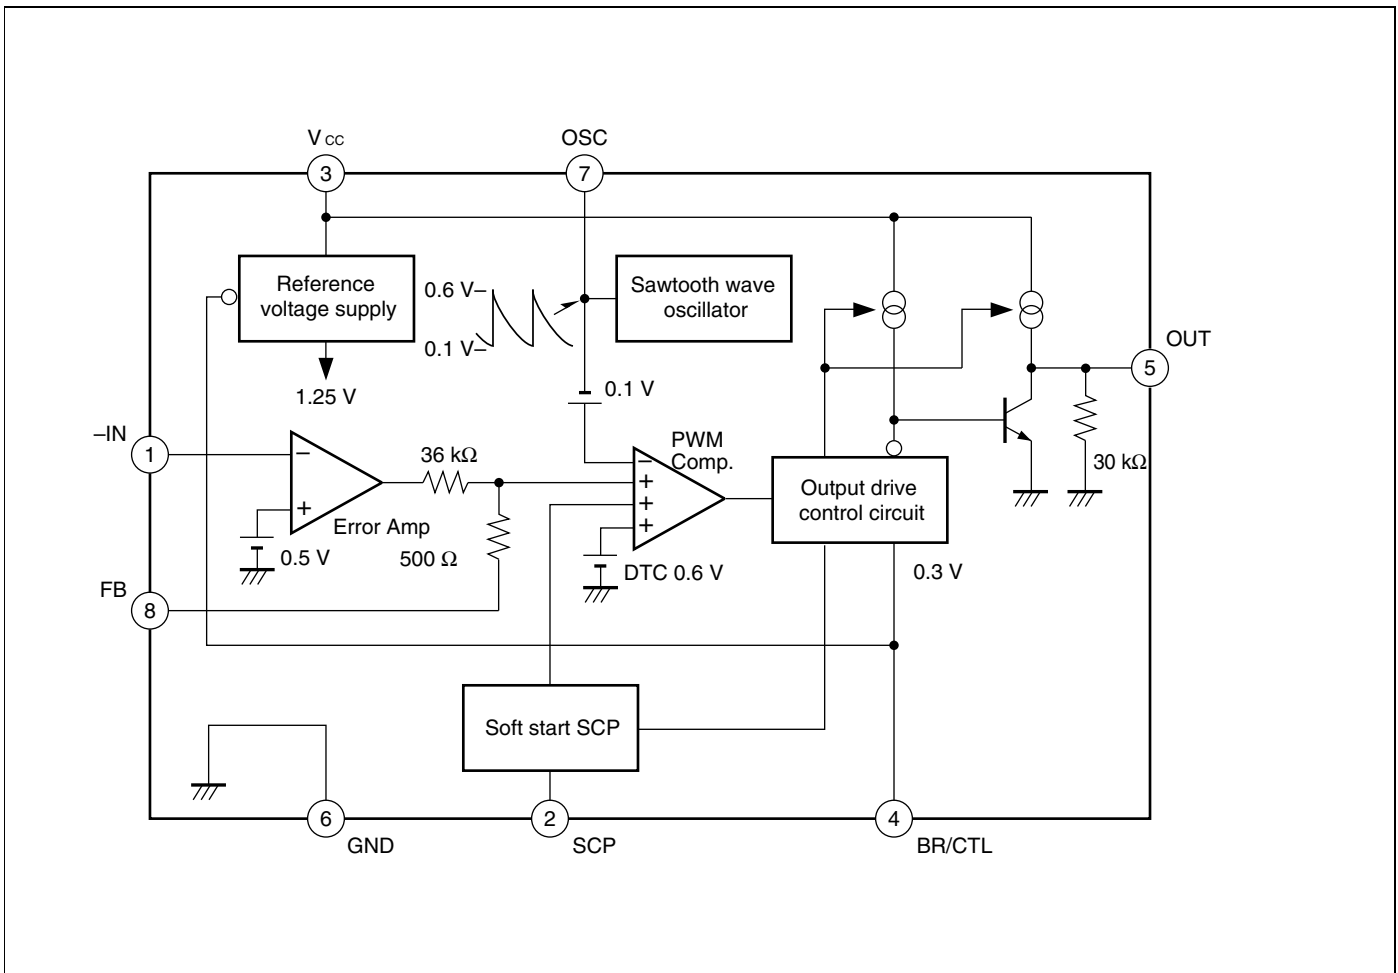 V CC
OSC
3
7
Reference
voltage supply
0.6 V
Sawtooth wave
oscillator
0.1 V
1.25 V
0.1 V
OUT
5
–IN
1
−
+
Error Amp
0.5 V
36 kΩ
500 Ω
PWM
Comp.
−
+
+
+
DTC 0.6 V
Output drive
control circuit
30 kΩ
0.3 V
FB
8
Soft start SCP
6
GND
2
SCP
4
BR/CTL